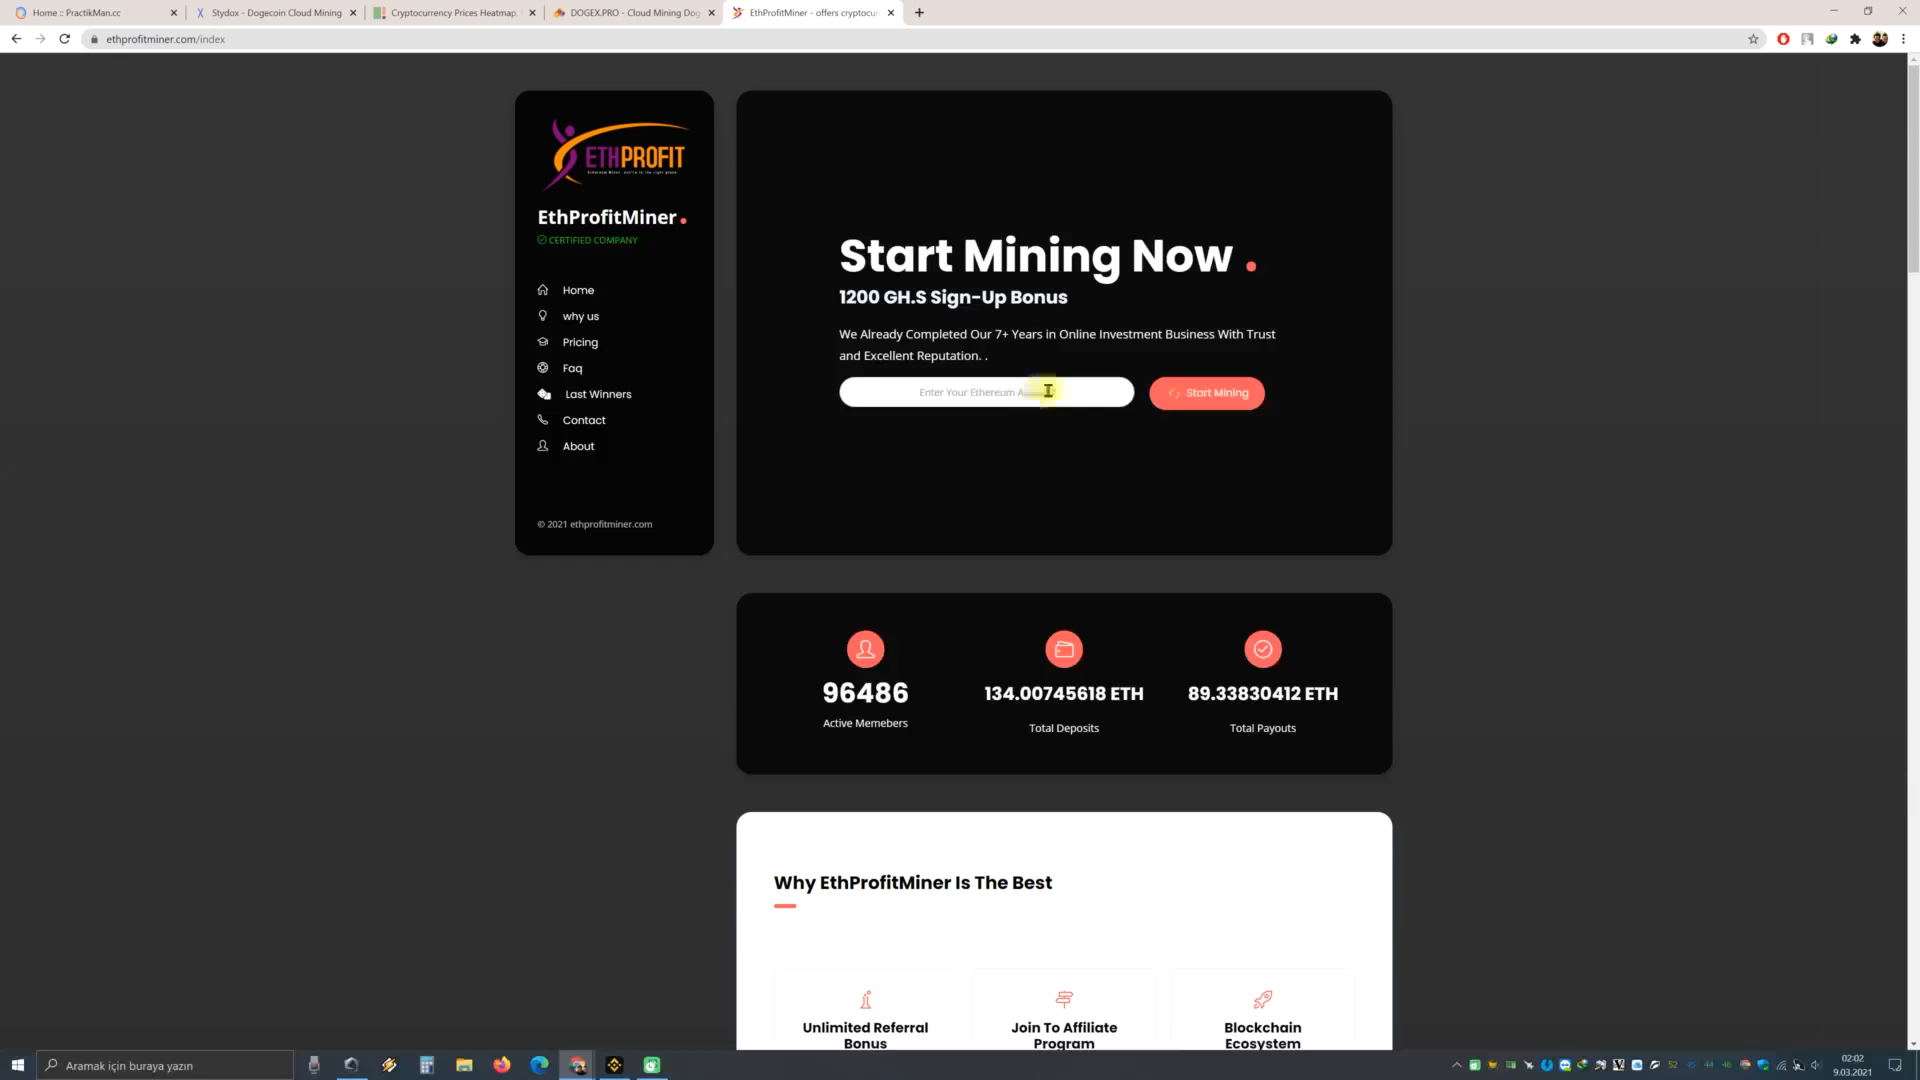 Home :: PractikMan.cc
Stydox - Dogecoin Cloud Mining
Cryptocurrency Prices Heatmap,
DOGEX.PRO - Cloud Mining Dog
EthProfitMiner - offers cryptocur
ethprofitminer.com/index
ETHPROFIT
EthProfitMiner.
CERTIFIED COMPANY
Home
why us
Pricing
Faq
Last Winners
Contact
About
© 2021 ethprofitminer.com
Start Mining Now .
1200 GH.S Sign-Up Bonus
We Already Completed Our 7+ Years in Online Investment Business With Trust
and Excellent Reputation. .
Enter Your Ethereum A
Start Mining
96486
Active Memebers
134.00745618 ETH
Total Deposits
89.33830412 ETH
Total Payouts
Why EthProfitMiner Is The Best
Unlimited Referral
Bonus
Join To Affiliate
Program
Blockchain
Ecosystem
Aramak için buraya yazın
02:02
9.03.2021